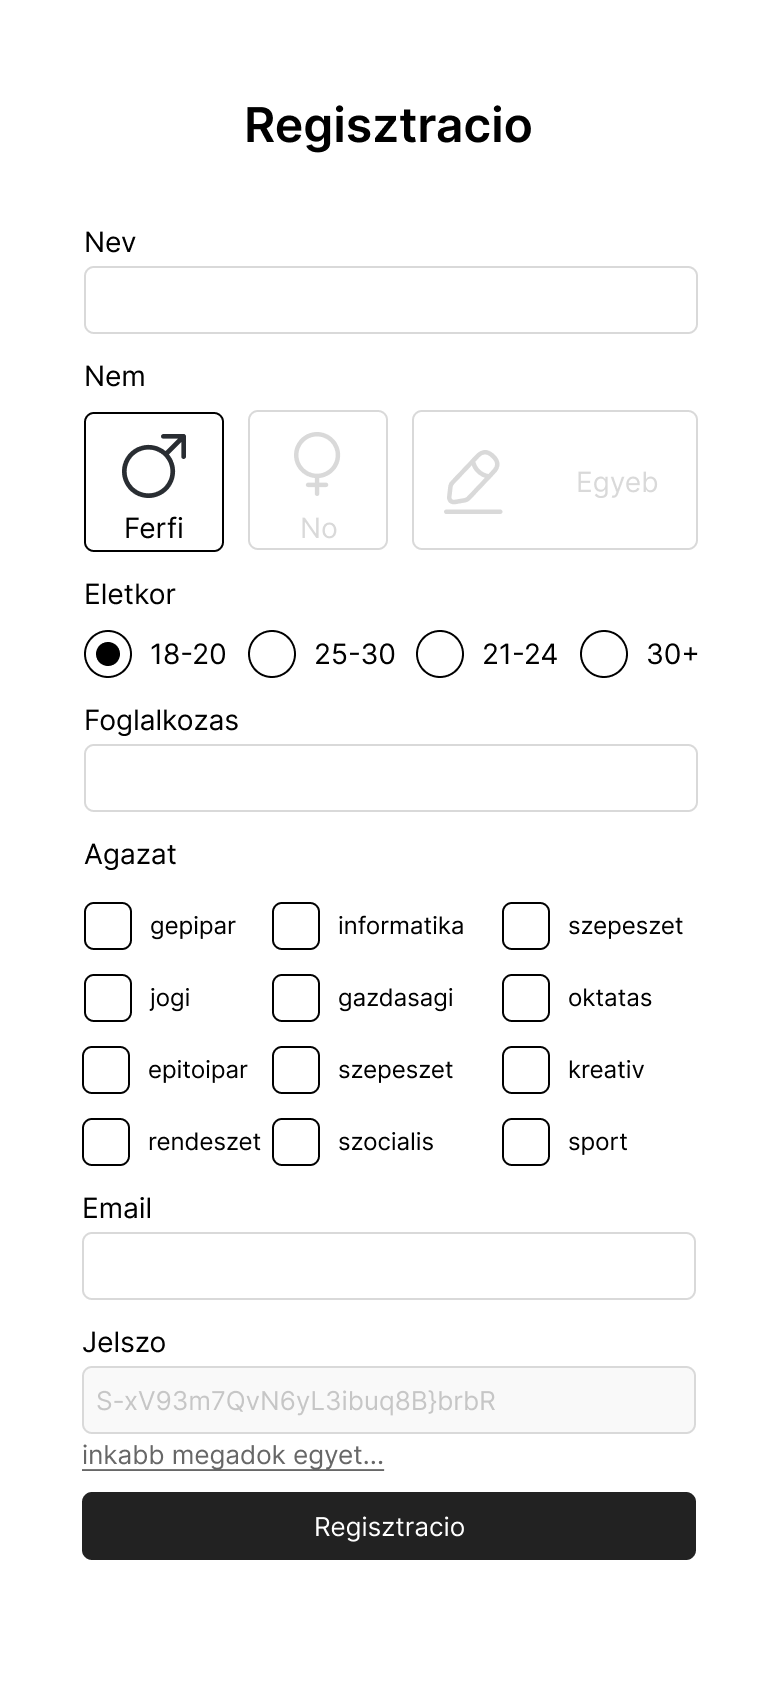 Regisztracio
Nev
Nem
Ferfi No Egyeb
Eletkor
18-20 25-30 21-24 30+
Foglalkozas
Agazat
gepipar informatika szepeszet
jogi gazdasagi oktatas
epitoipar szepeszet kreativ
rendeszet szocialis sport
Email
Jelszo
S-xV93m7QvN6yL3ibuq8B}brbR
inkabb megadok egyet...
Regisztracio